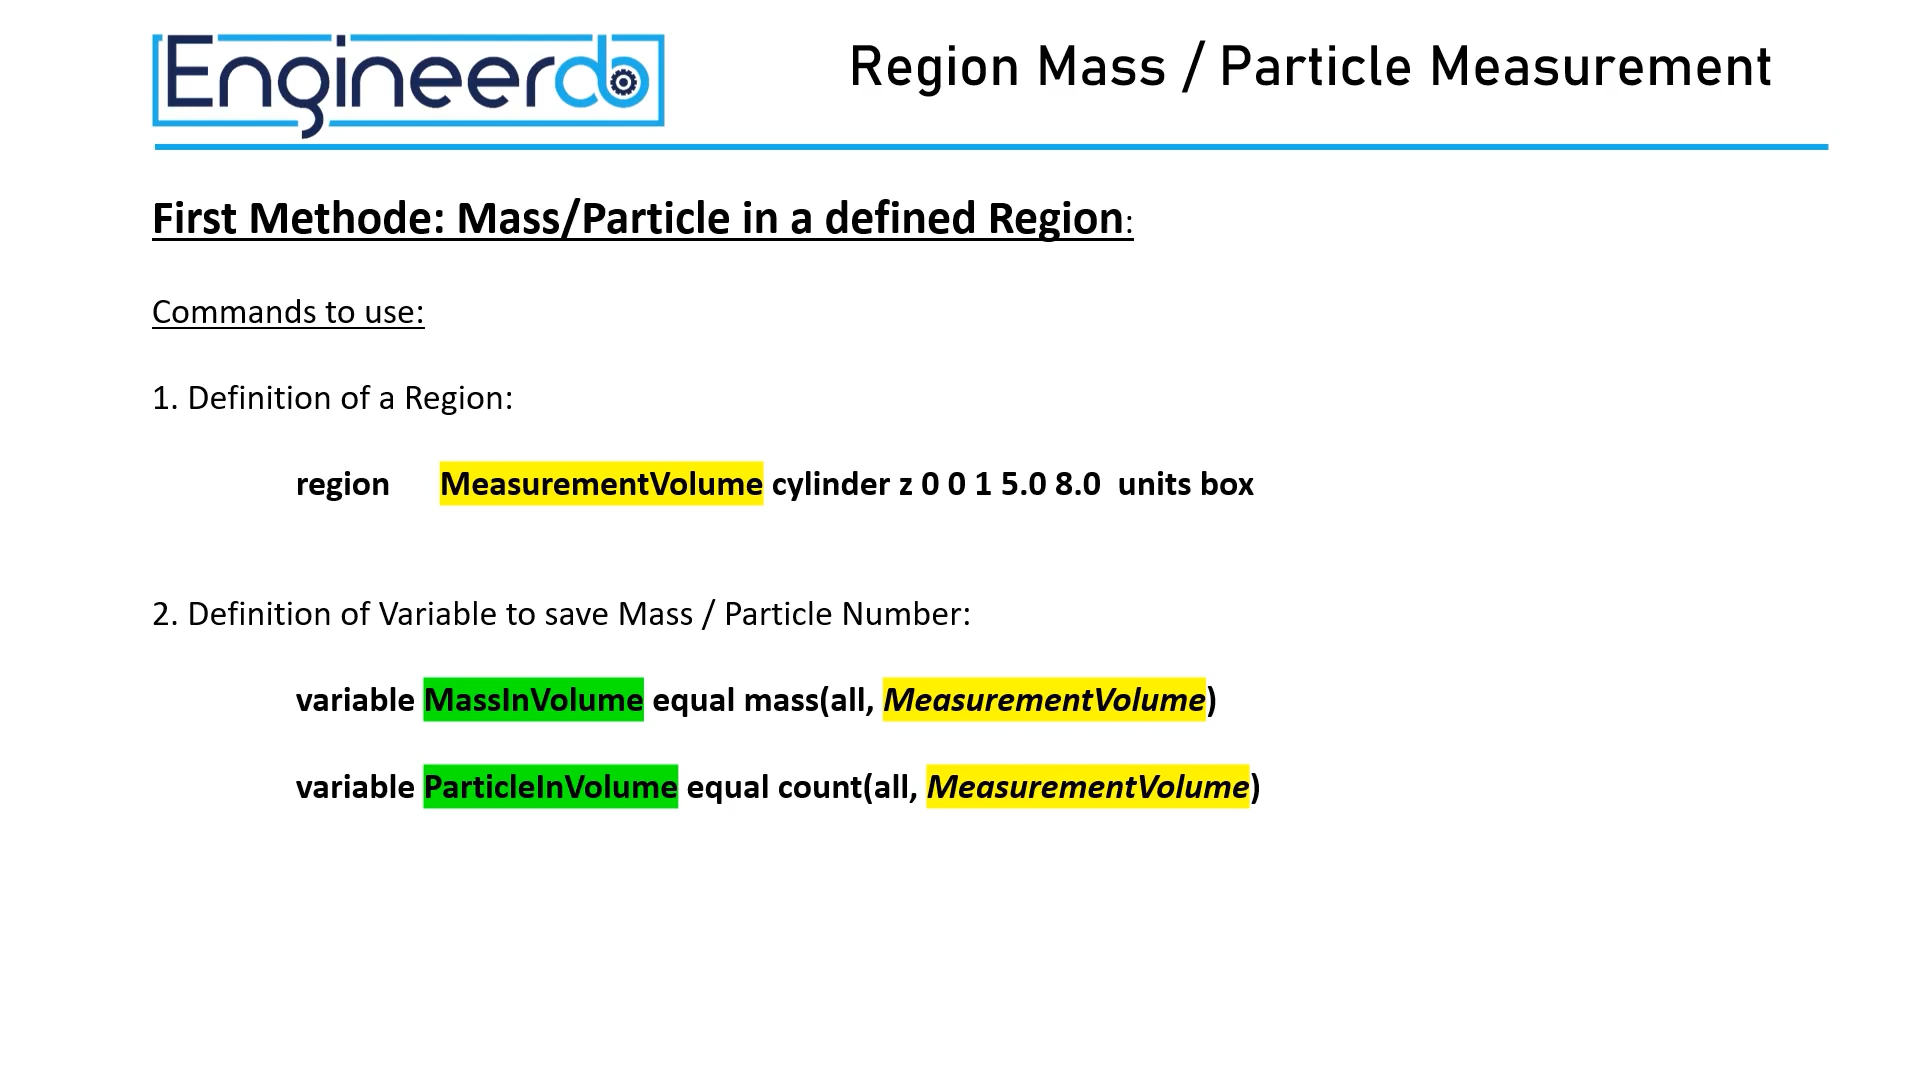 Engineerdo
Region Mass / Particle Measurement
First Methode: Mass/Particle in a defined Region:
Commands to use:
1. Definition of a Region:
region MeasurementVolume cylinder z 0 0 1 5.0 8.0 units box
2. Definition of Variable to save Mass / Particle Number:
variable MassInVolume equal mass(all, MeasurementVolume)
variable ParticleInVolume equal count(all, MeasurementVolume)